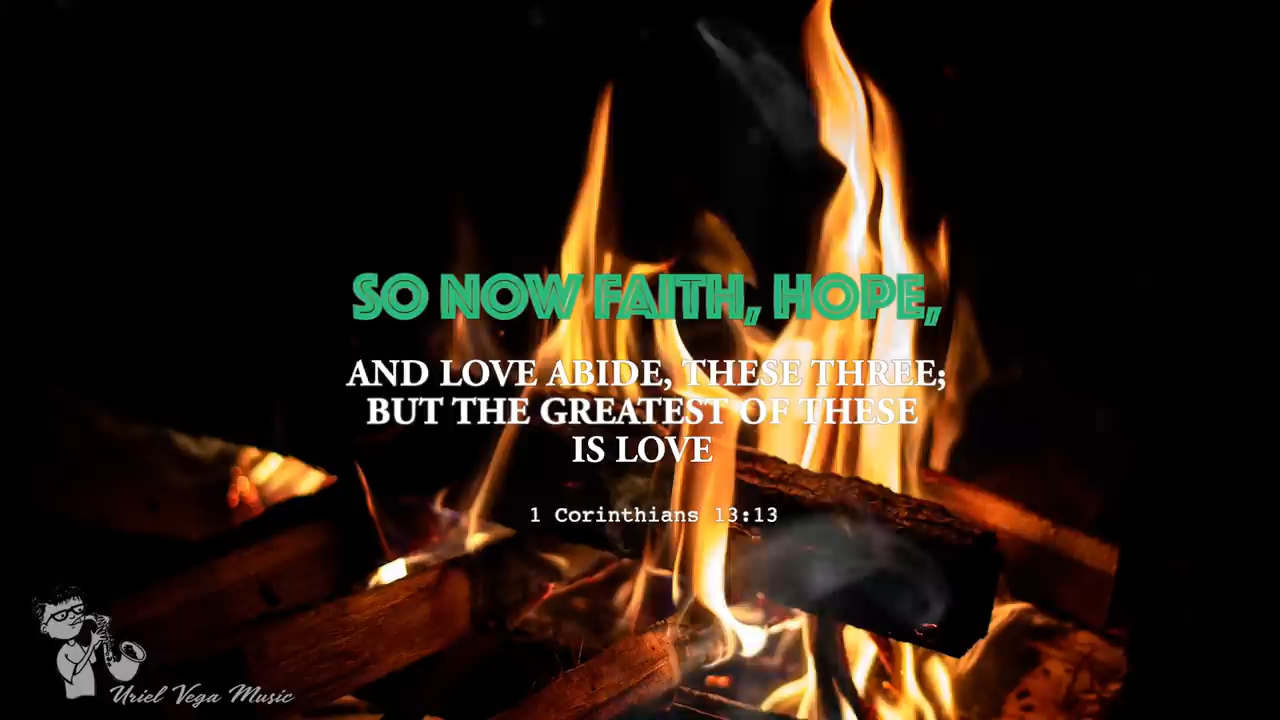 SO NOW FAITH, HOPE,
AND LOVE ABIDE, THESE THREE;
BUT THE GREATEST OF THESE
IS LOVE
1 Corinthians 13:13
Uriel Vega Music